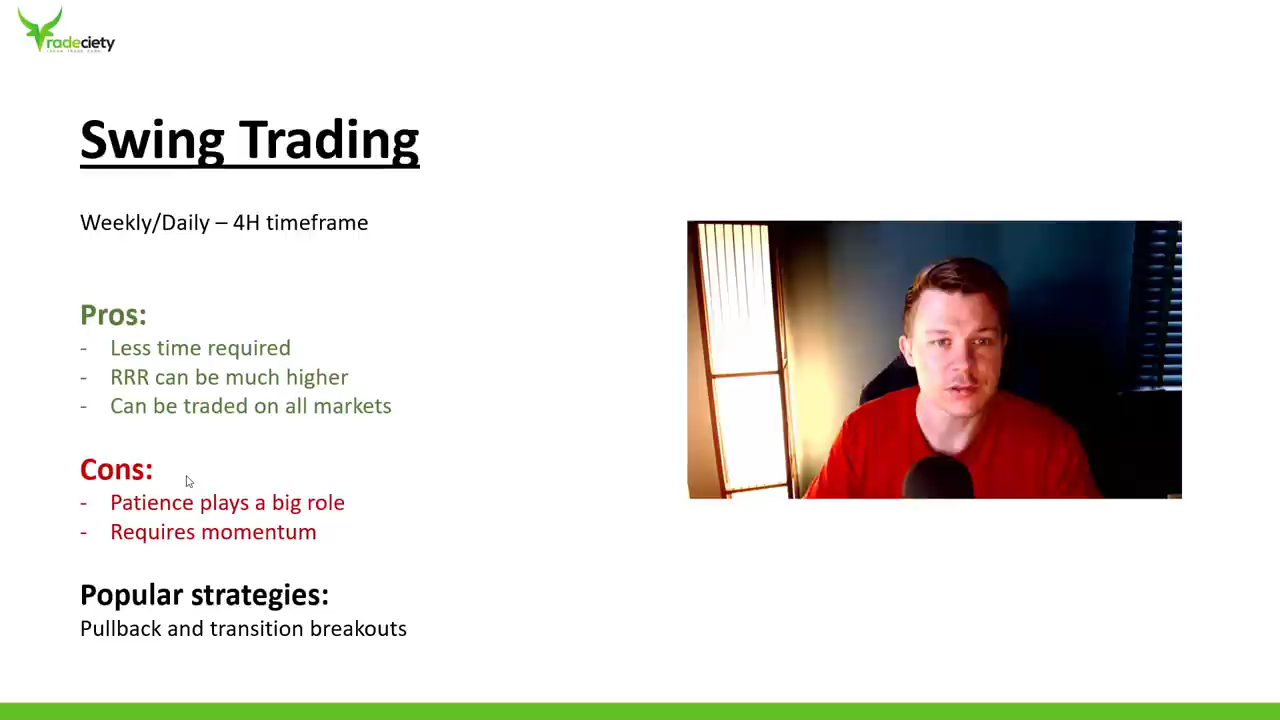 radeciety
Swing Trading
Weekly/Daily – 4H timeframe
Pros:
- Less time required
- RRR can be much higher
- Can be traded on all markets
Cons:
- Patience plays a big role
- Requires momentum
Popular strategies:
Pullback and transition breakouts